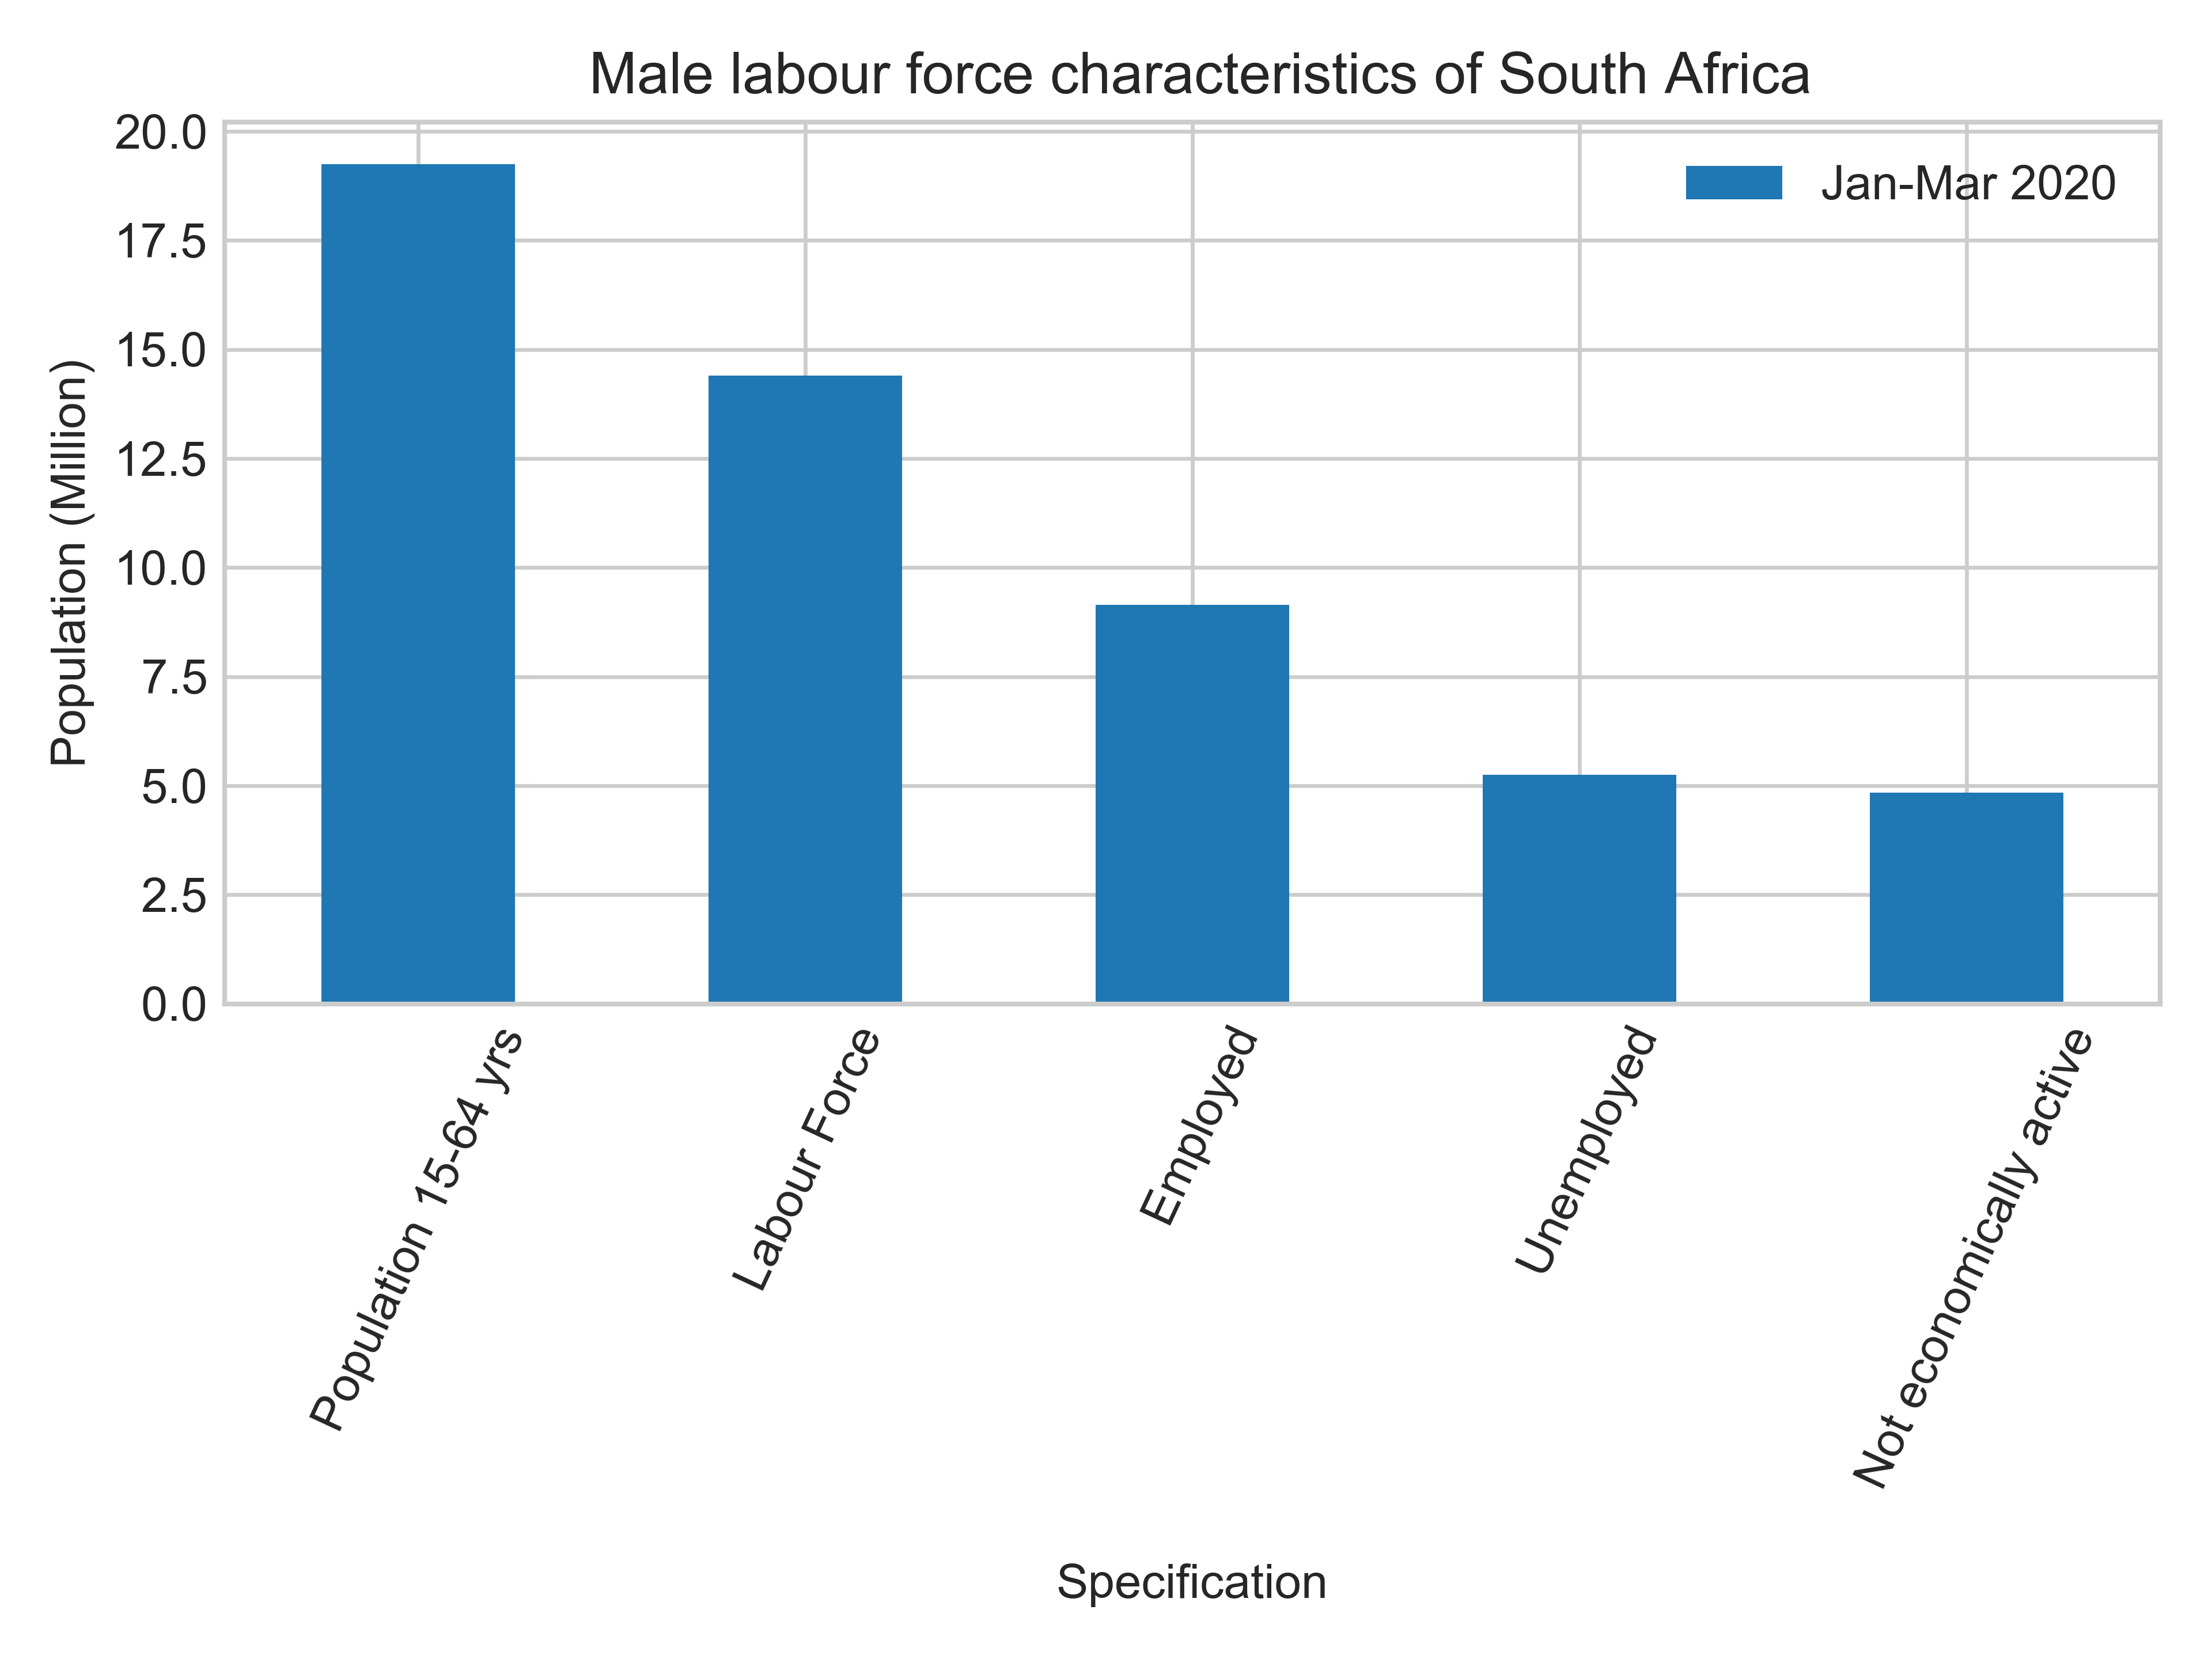 Male labour force characteristics of South Africa
Jan-Mar 2020
Population (Million)
20.0
17.5
15.0
12.5
10.0
7.5
5.0
2.5
0.0
Population 15-64 yrs
Labour Force
Employed
Unemployed
Not economically active
Specification